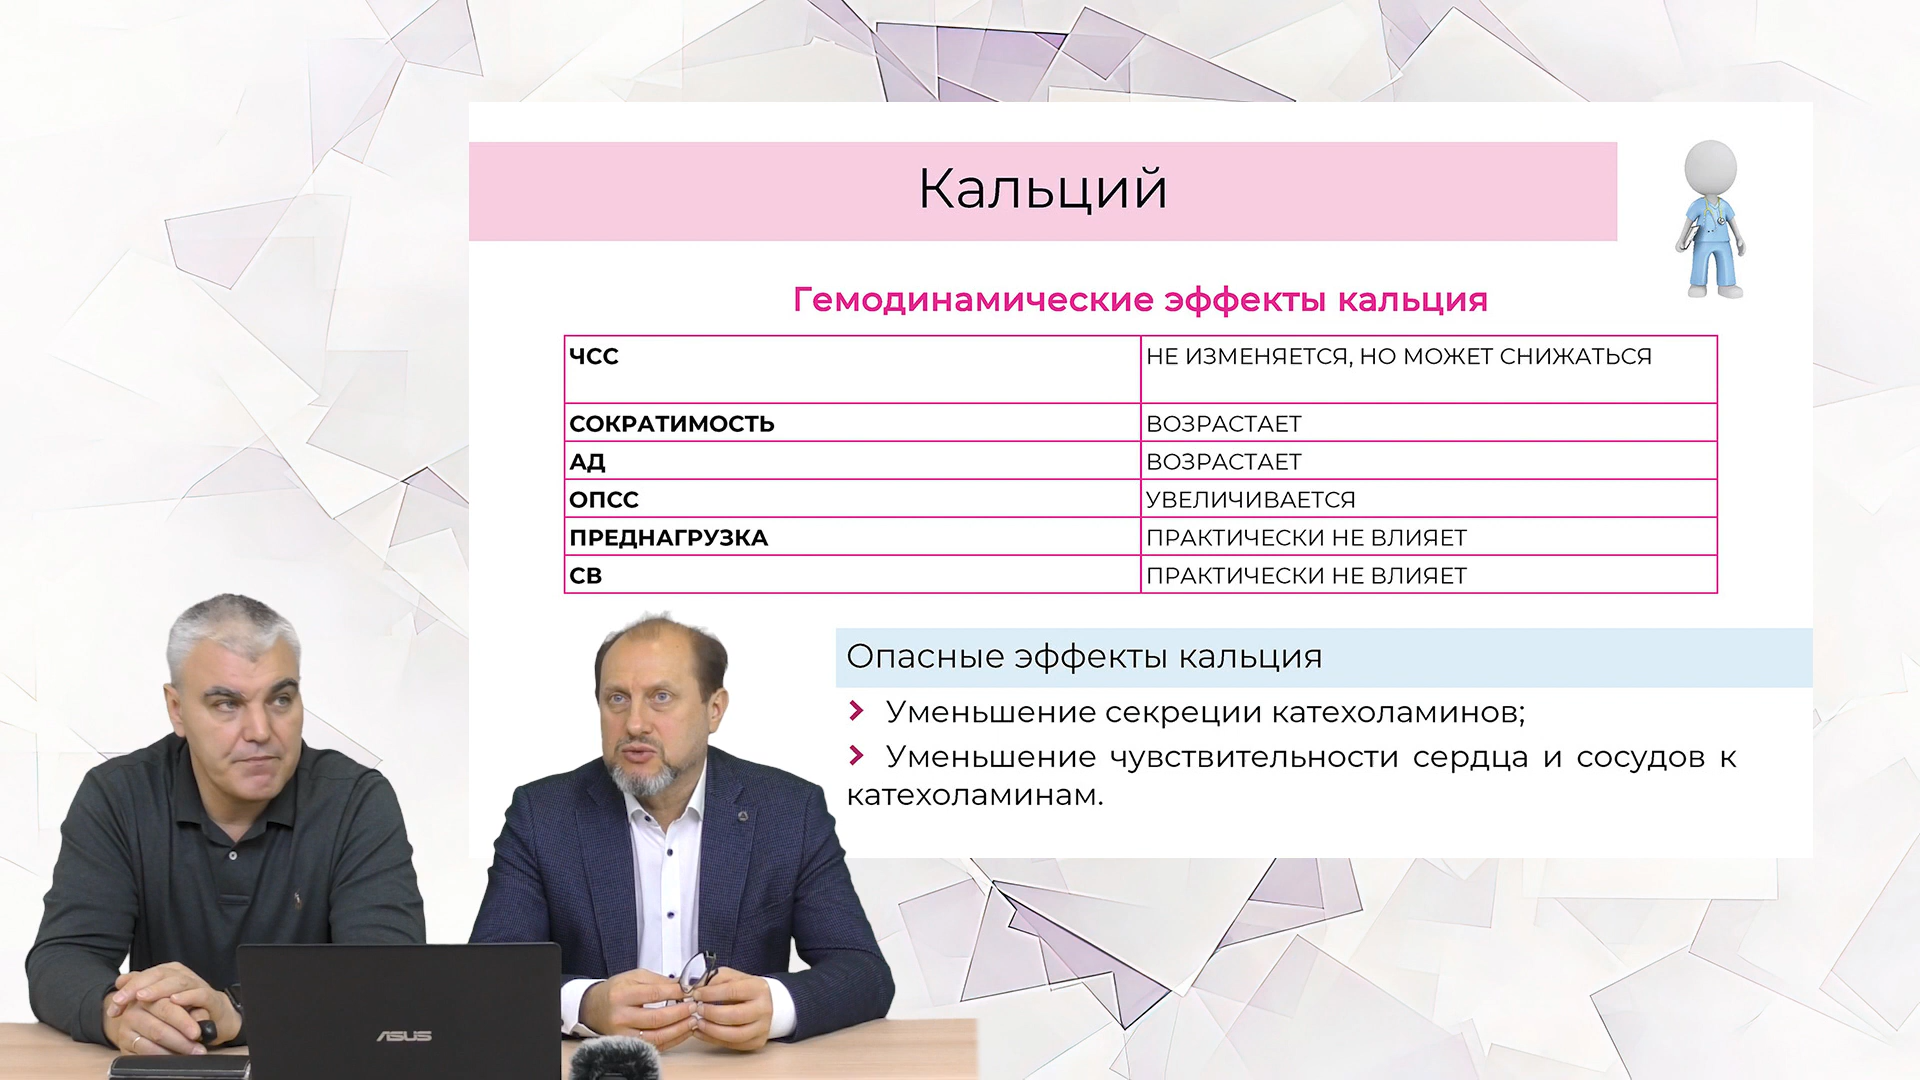 Кальций
Гемодинамические эффекты кальция
ЧСС НЕ ИЗМЕНЯЕТСЯ, НО МОЖЕТ СНИЖАТЬСЯ
СОКРАТИМОСТЬ ВОЗРАСТАЕТ
АД ВОЗРАСТАЕТ
ОПСС УВЕЛИЧИВАЕТСЯ
ПРЕДНАГРУЗКА ПРАКТИЧЕСКИ НЕ ВЛИЯЕТ
СВ ПРАКТИЧЕСКИ НЕ ВЛИЯЕТ
Опасные эффекты кальция
Уменьшение секреции катехоламинов;
Уменьшение чувствительности сердца и сосудов к
катехоламинам.
ASUS